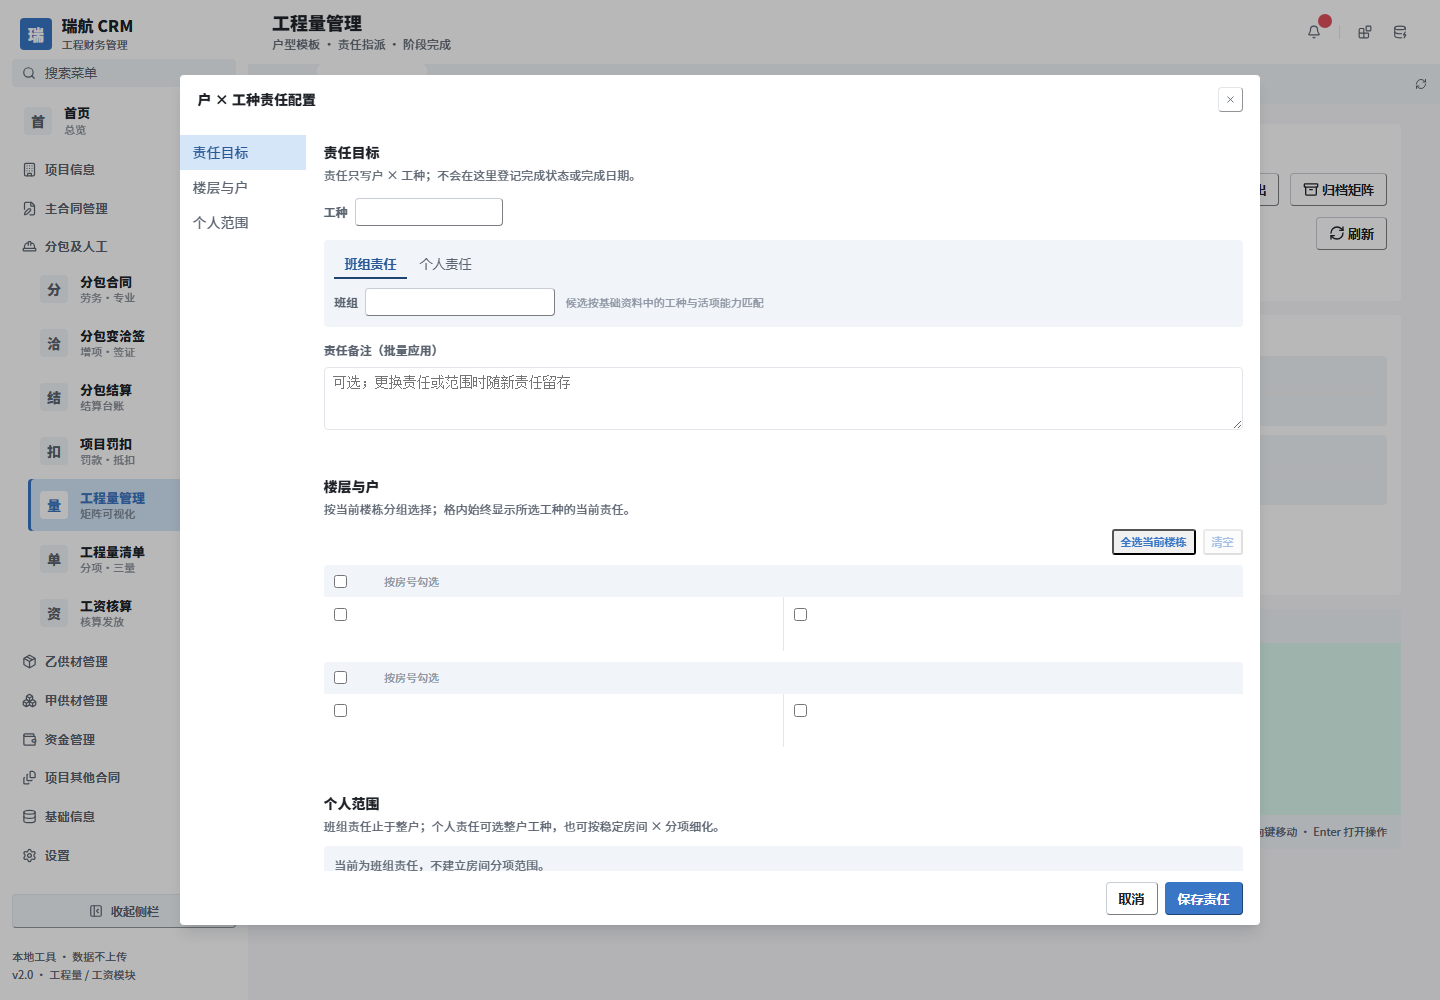 瑞
瑞航 CRM
工程财务管理
搜索菜单
首
首页
总览
项目信息
主合同管理
分包及人工
分
分包合同
劳务・专业
洽
分包变洽签
增项・签证
结
分包结算
结算台账
扣
项目罚扣
罚款・抵扣
量
工程量管理
矩阵可视化
单
工程量清单
分项・三量
资
工资核算
核算发放
乙供材管理
甲供材管理
资金管理
项目其他合同
基础信息
设置
收起侧栏
本地工具 ・ 数据不上传
v2.0 ・ 工程量 / 工资模块
工程量管理
户型模板 ・ 责任指派 ・ 阶段完成
出
归档矩阵
刷新
键移动 ・ Enter 打开操作
户 × 工种责任配置
责任目标
楼层与户
个人范围
责任目标
责任只写户 × 工种；不会在这里登记完成状态或完成日期。
工种
班组责任
个人责任
班组
候选按基础资料中的工种与活项能力匹配
责任备注（批量应用）
可选；更换责任或范围时随新责任留存
楼层与户
按当前楼栋分组选择；格内始终显示所选工种的当前责任。
全选当前楼栋
清空
按房号勾选
按房号勾选
个人范围
班组责任止于整户；个人责任可选整户工种，也可按稳定房间 × 分项细化。
当前为班组责任，不建立房间分项范围。
取消
保存责任